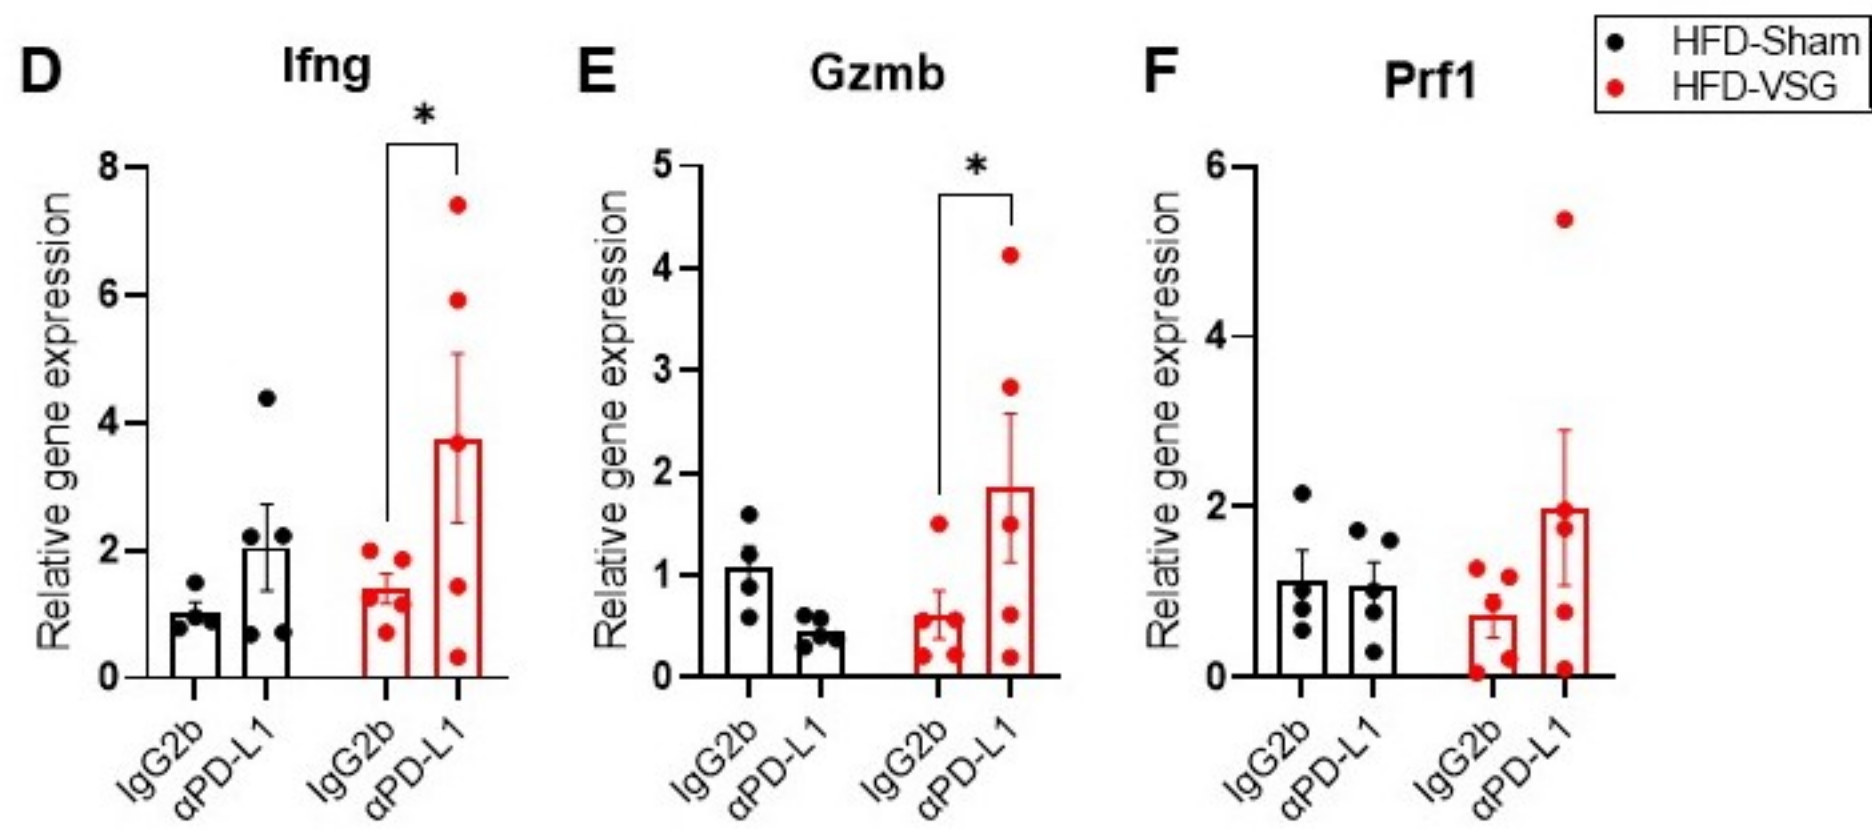 D
Ifng
*
Relative gene expression
8
6
4
2
0
IgG2b
αPD-L1
IgG2b
αPD-L1
E
Gzmb
*
Relative gene expression
5
4
3
2
1
0
IgG2b
αPD-L1
IgG2b
αPD-L1
F
Prf1
Relative gene expression
6
4
2
0
IgG2b
αPD-L1
IgG2b
αPD-L1
HFD-Sham
HFD-VSG